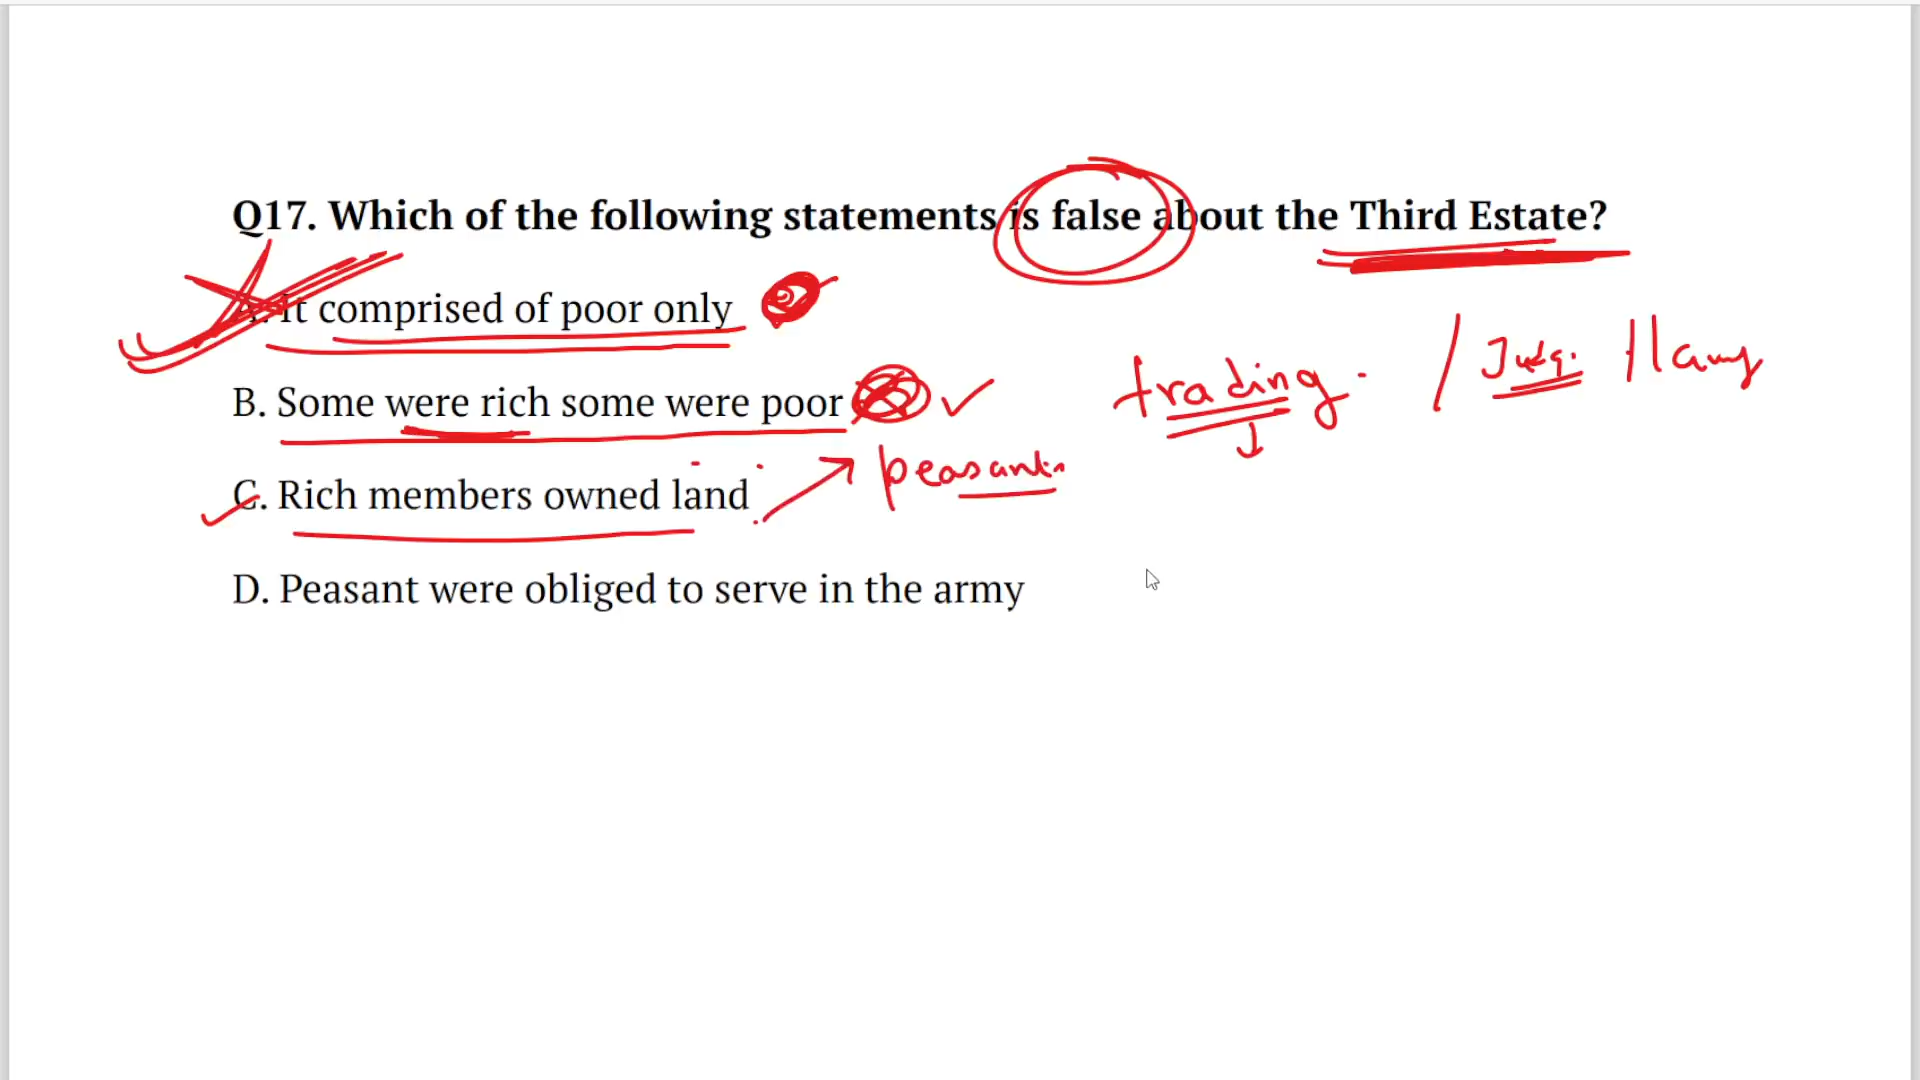 Q17. Which of the following statements is false about the Third Estate?
A. It comprised of poor only
B. Some were rich some were poor
trading.
C. Rich members owned land
peasant
D. Peasant were obliged to serve in the army